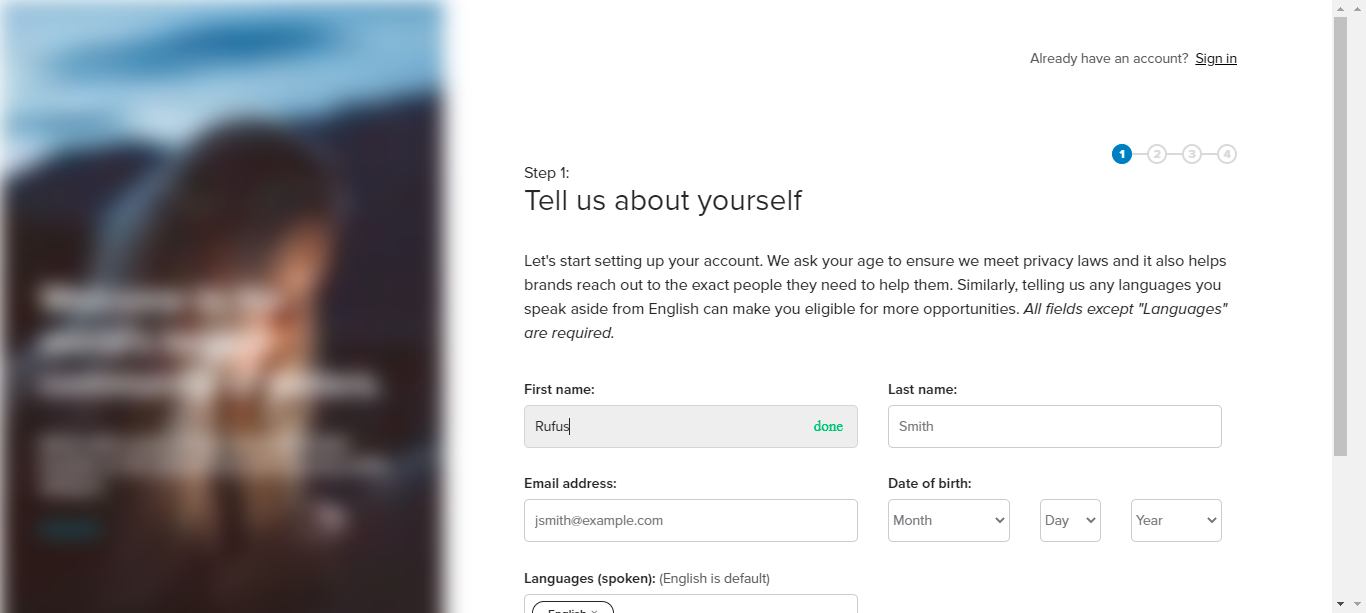 Already have an account? Sign in
1 2 3 4
Step 1:
Tell us about yourself
Let's start setting up your account. We ask your age to ensure we meet privacy laws and it also helps
brands reach out to the exact people they need to help them. Similarly, telling us any languages you
speak aside from English can make you eligible for more opportunities. All fields except "Languages"
are required.
First name: Last name:
Rufus done Smith
Email address: Date of birth:
jsmith@example.com Month Day Year
Languages (spoken): (English is default)
English ×